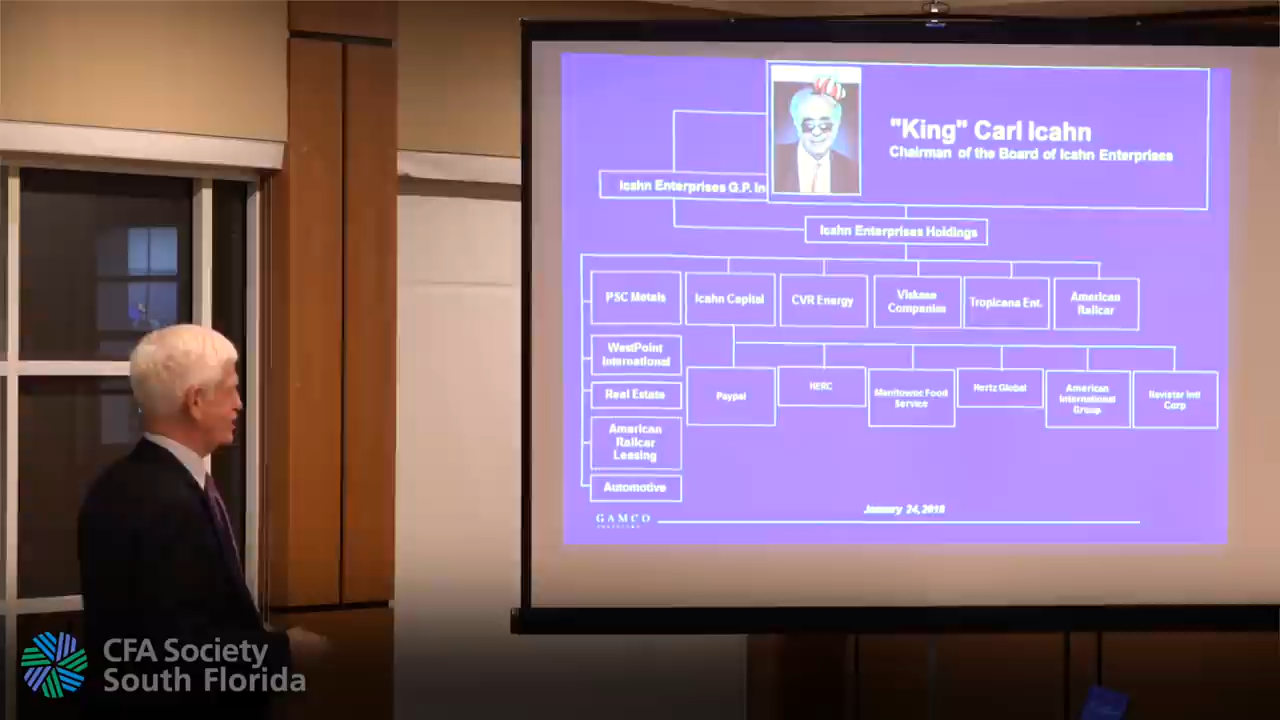 "King" Carl Icahn
Chairman of the Board of Icahn Enterprises
Icahn Enterprises G.P. In
Icahn Enterprises Holdings
PSC Metals
Icahn Capital
CVR Energy
Viskase
Companies
Tropicana Ent.
American
Railcar
WestPoint
International
Real Estate
American
Railcar
Leasing
Automotive
Paypal
HERC
Manitowoc Food
Service
Hertz Global
American
International
Group
Navistar Intl
Corp
January 24, 2018
GAMCO
CFA Society
South Florida